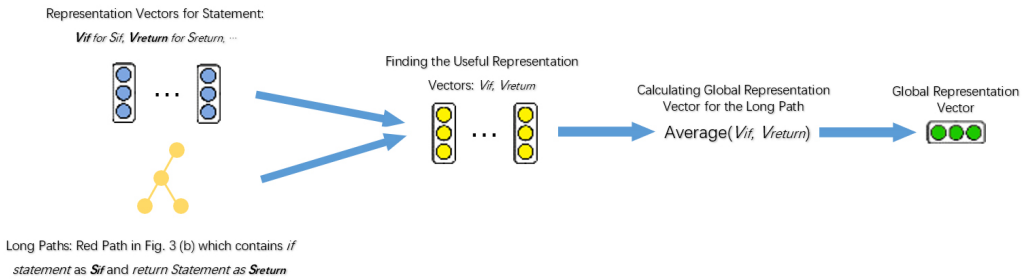 Representation Vectors for Statement:
Vif for Sif, Vreturn for Sreturn, ...
...
Finding the Useful Representation
Vectors: Vif, Vreturn
...
Calculating Global Representation
Vector for the Long Path
Average(Vif, Vreturn)
Global Representation
Vector
Long Paths: Red Path in Fig. 3 (b) which contains if
statement as Sif and return Statement as Sreturn